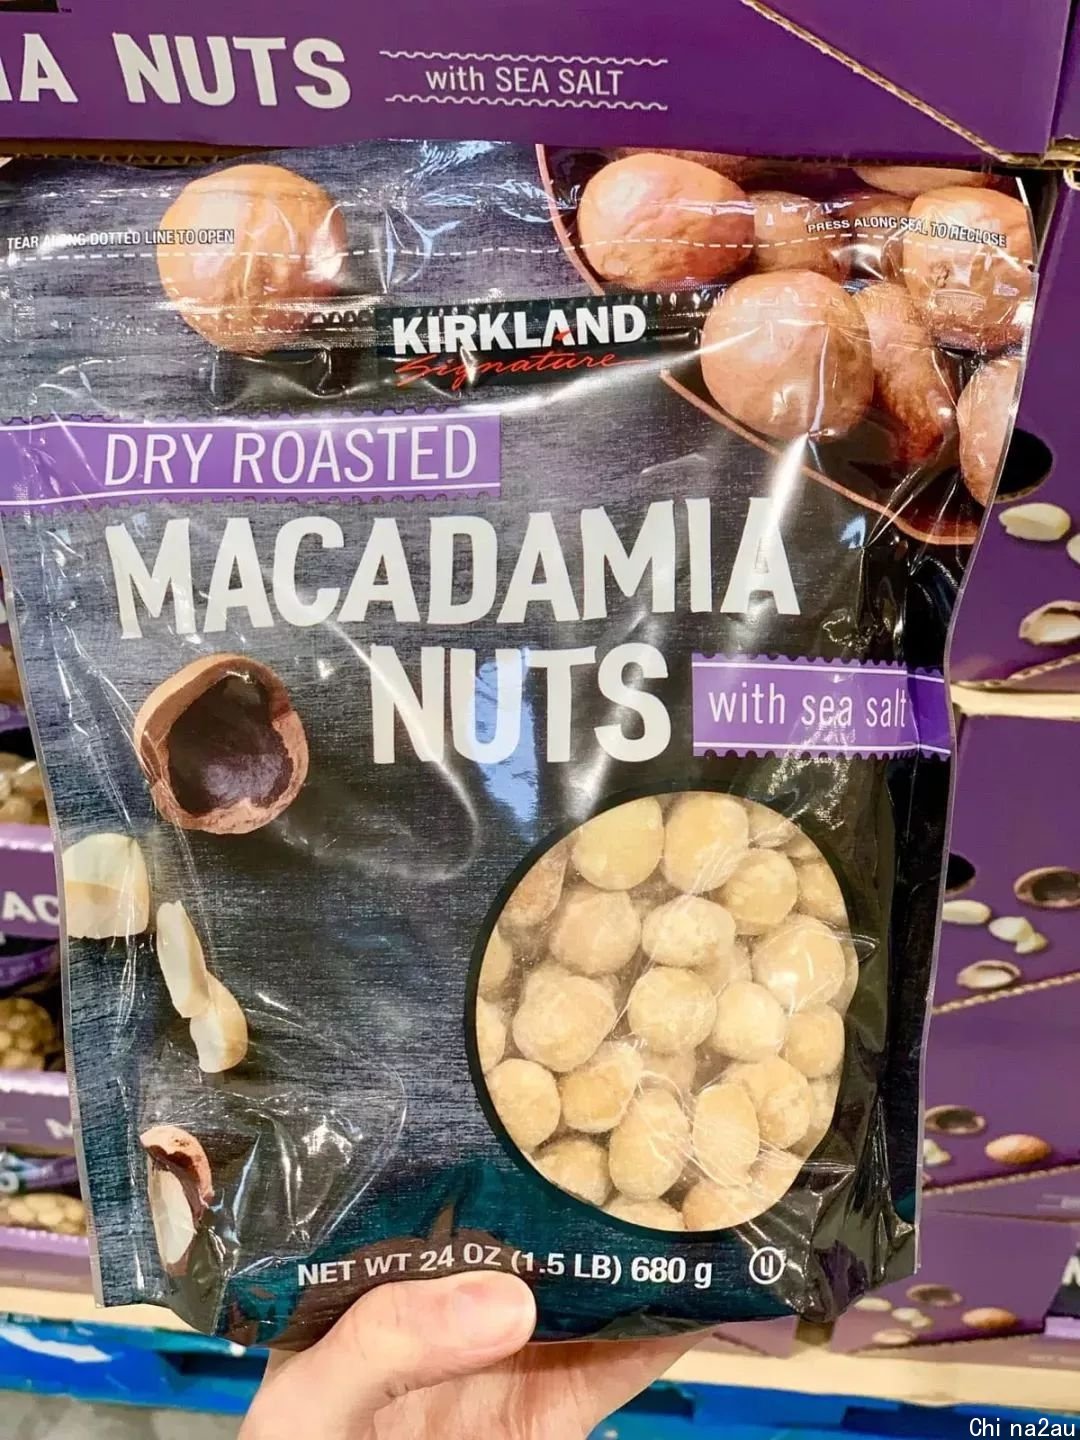 NUTS with SEA SALT
TEAR ALONG DOTTED LINE TO OPEN
PRESS ALONG SEAL TO RECLOSE
KIRKLAND
Signature
DRY ROASTED
MACADAMIA
NUTS
with sea salt
NET WT 24 OZ (1.5 LB) 680 g
U
Chi na2au